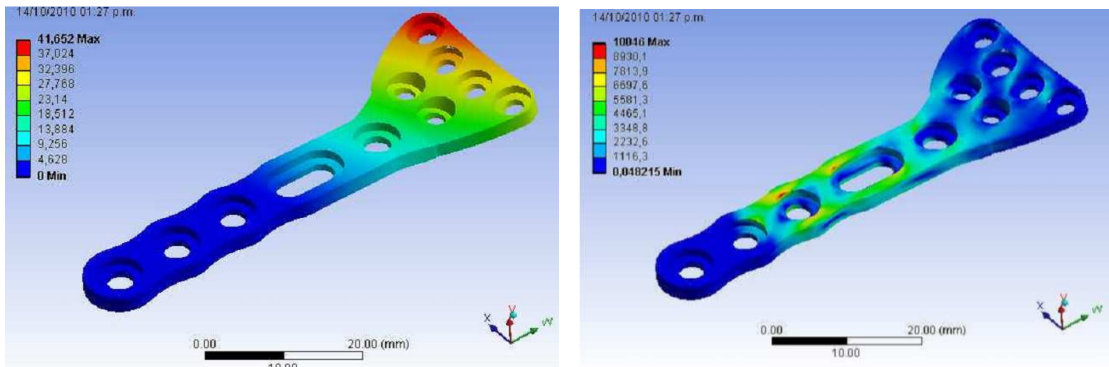 14/10/2010 01:27 p.m.
41,652 Max
37,024
32,396
27,768
23,14
18,512
13,884
9,256
4,628
0 Min
X
Y
0.00
20.00 (mm)
10.00
14/10/2010 01:27 p.m.
10046 Max
8930,1
7813,9
6697,6
5581,3
4465,1
3348,8
2232,6
1116,3
0,048215 Min
X
Y
0.00
20.00 (mm)
10.00